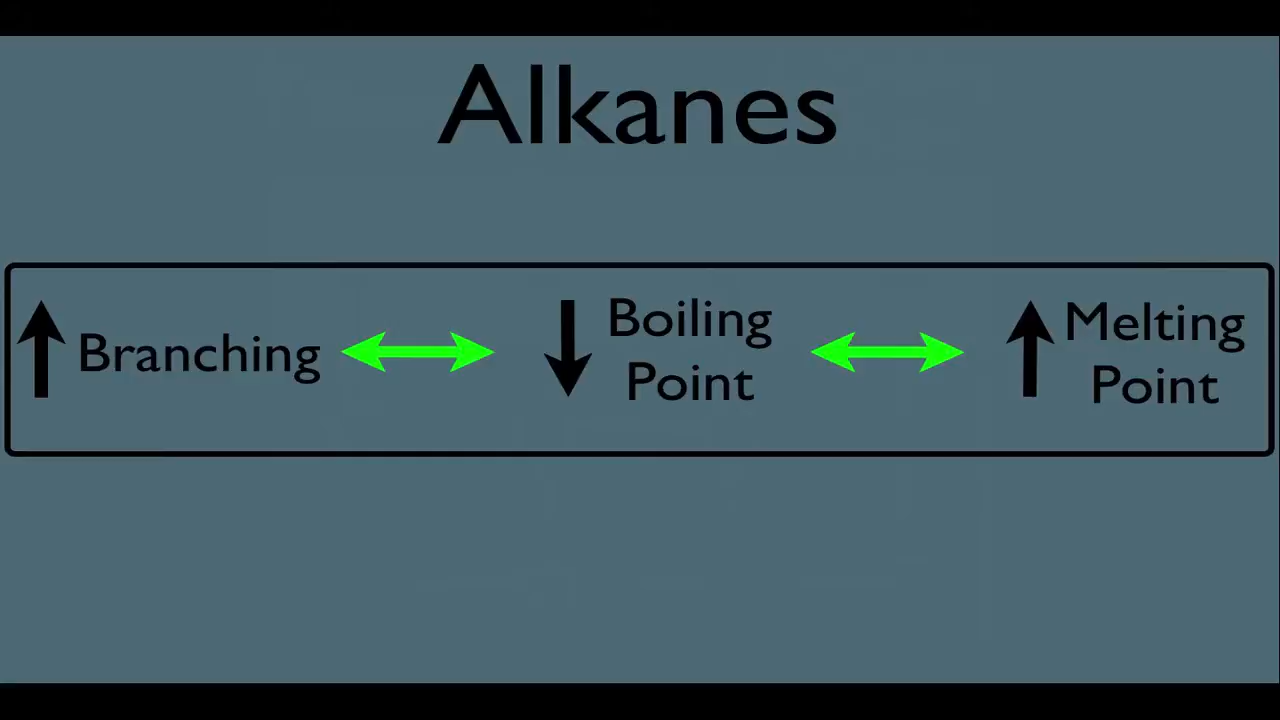 Alkanes
Branching
Boiling
Point
Melting
Point